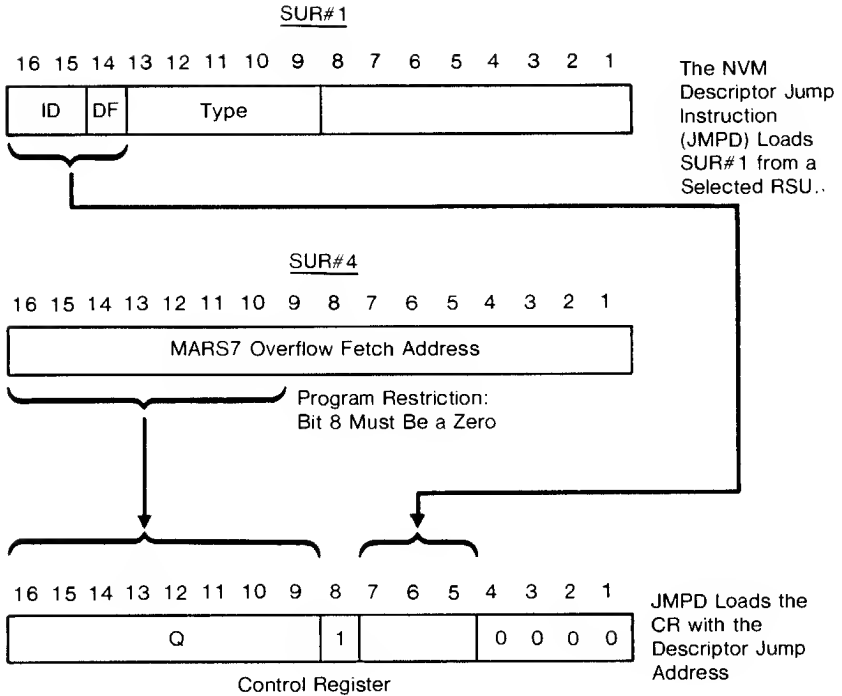 SUR#1
16 15 14 13 12 11 10 9 8 7 6 5 4 3 2 1
ID DF Type
The NVM
Descriptor Jump
Instruction
(JMPD) Loads
SUR#1 from a
Selected RSU..
SUR#4
16 15 14 13 12 11 10 9 8 7 6 5 4 3 2 1
MARS7 Overflow Fetch Address
Program Restriction:
Bit 8 Must Be a Zero
16 15 14 13 12 11 10 9 8 7 6 5 4 3 2 1
Q 1 0 0 0 0
Control Register
JMPD Loads the
CR with the
Descriptor Jump
Address